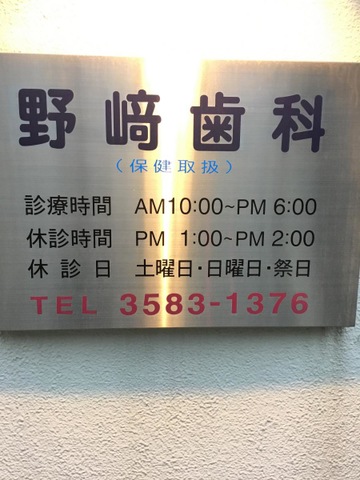 野﨑歯科
（保健取扱）
診療時間 AM10:00~PM 6:00
休診時間 PM 1:00~PM 2:00
休診日 土曜日・日曜日・祭日
TEL 3583-1376